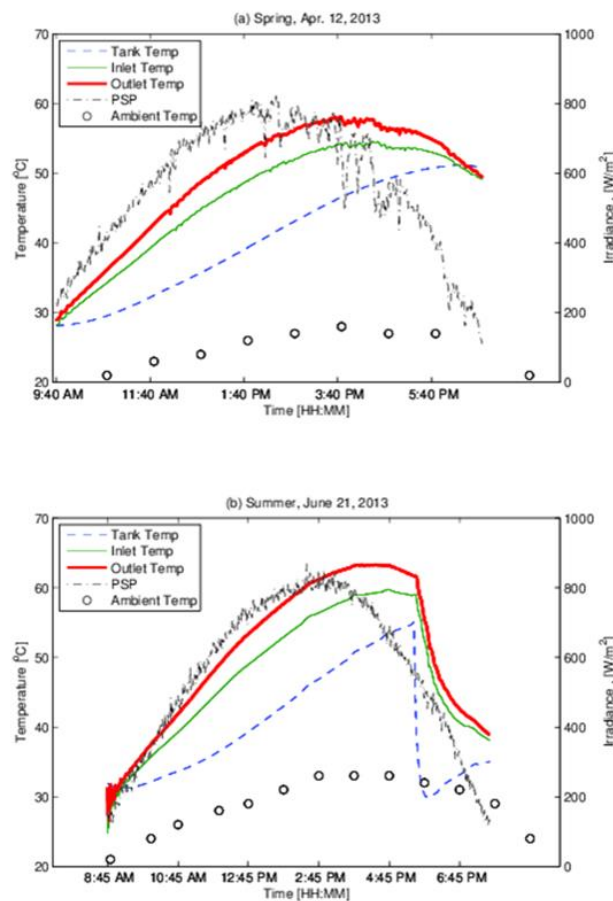 (a) Spring, Apr. 12, 2013
70
60
50
40
30
20
Temperature [°C]
Tank Temp
Inlet Temp
Outlet Temp
PSP
Ambient Temp
1000
800
600
400
200
0
Irradiance , [W/m²]
9:40 AM 11:40 AM 1:40 PM 3:40 PM 5:40 PM
Time [HH:MM]
(b) Summer, June 21, 2013
70
60
50
40
30
20
Temperature [°C]
Tank Temp
Inlet Temp
Outlet Temp
PSP
Ambient Temp
1000
800
600
400
200
0
Irradiance , [W/m²]
8:45 AM 10:45 AM 12:45 PM 2:45 PM 4:45 PM 6:45 PM
Time [HH:MM]